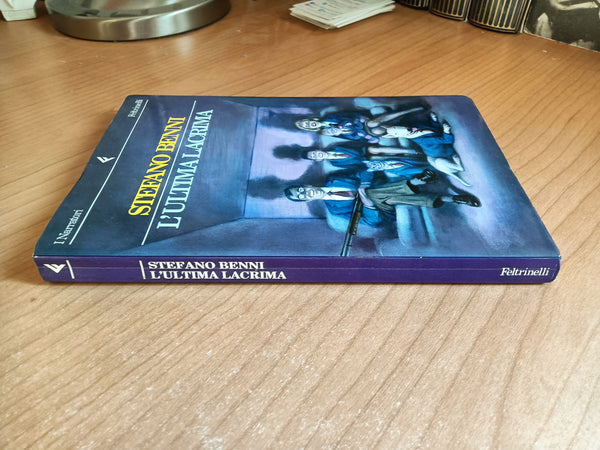 I Narratori
Feltrinelli
STEFANO BENNI
L'ULTIMA LACRIMA
STEFANO BENNI
L'ULTIMA LACRIMA
Feltrinelli